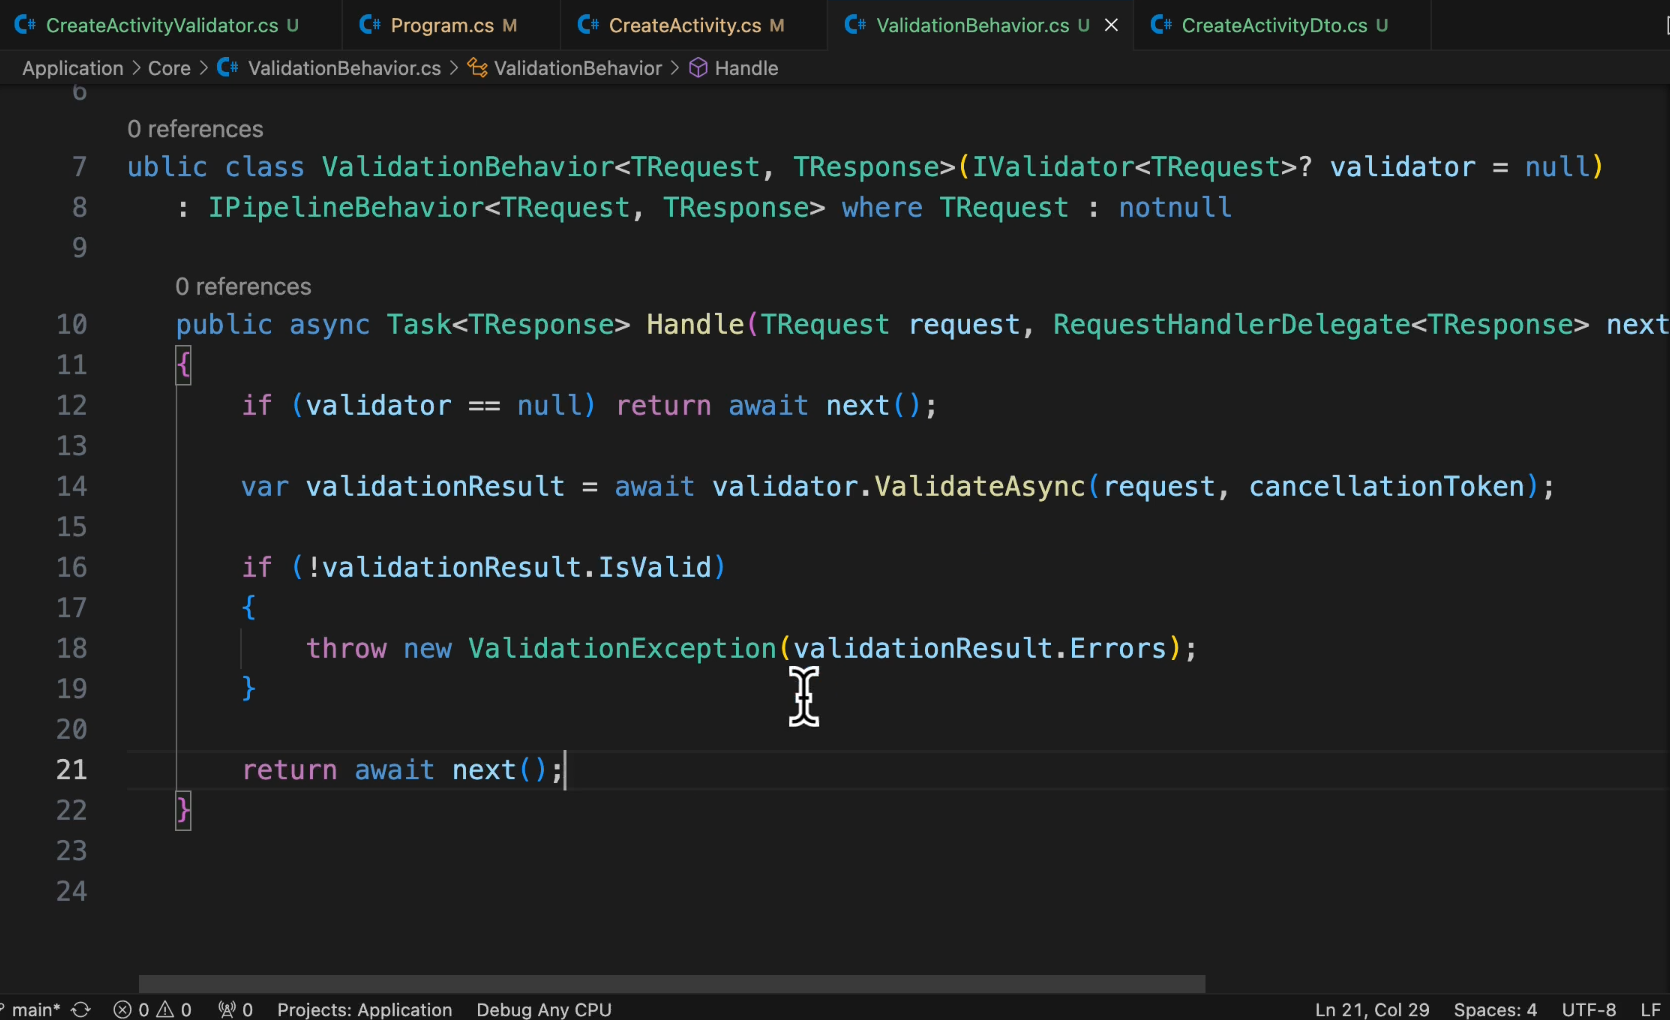 CreateActivityValidator.cs U Program.cs M CreateActivity.cs M ValidationBehavior.cs U CreateActivityDto.cs U
Application > Core > ValidationBehavior.cs > ValidationBehavior > Handle
6
0 references
7 ublic class ValidationBehavior<TRequest, TResponse>(IValidator<TRequest>? validator = null)
8 : IPipelineBehavior<TRequest, TResponse> where TRequest : notnull
9
0 references
10 public async Task<TResponse> Handle(TRequest request, RequestHandlerDelegate<TResponse> next
11 {
12 if (validator == null) return await next();
13
14 var validationResult = await validator.ValidateAsync(request, cancellationToken);
15
16 if (!validationResult.IsValid)
17 {
18 throw new ValidationException(validationResult.Errors);
19 }
20
21 return await next();
22 }
23
24
main* 0 0 0 Projects: Application Debug Any CPU Ln 21, Col 29 Spaces: 4 UTF-8 LF